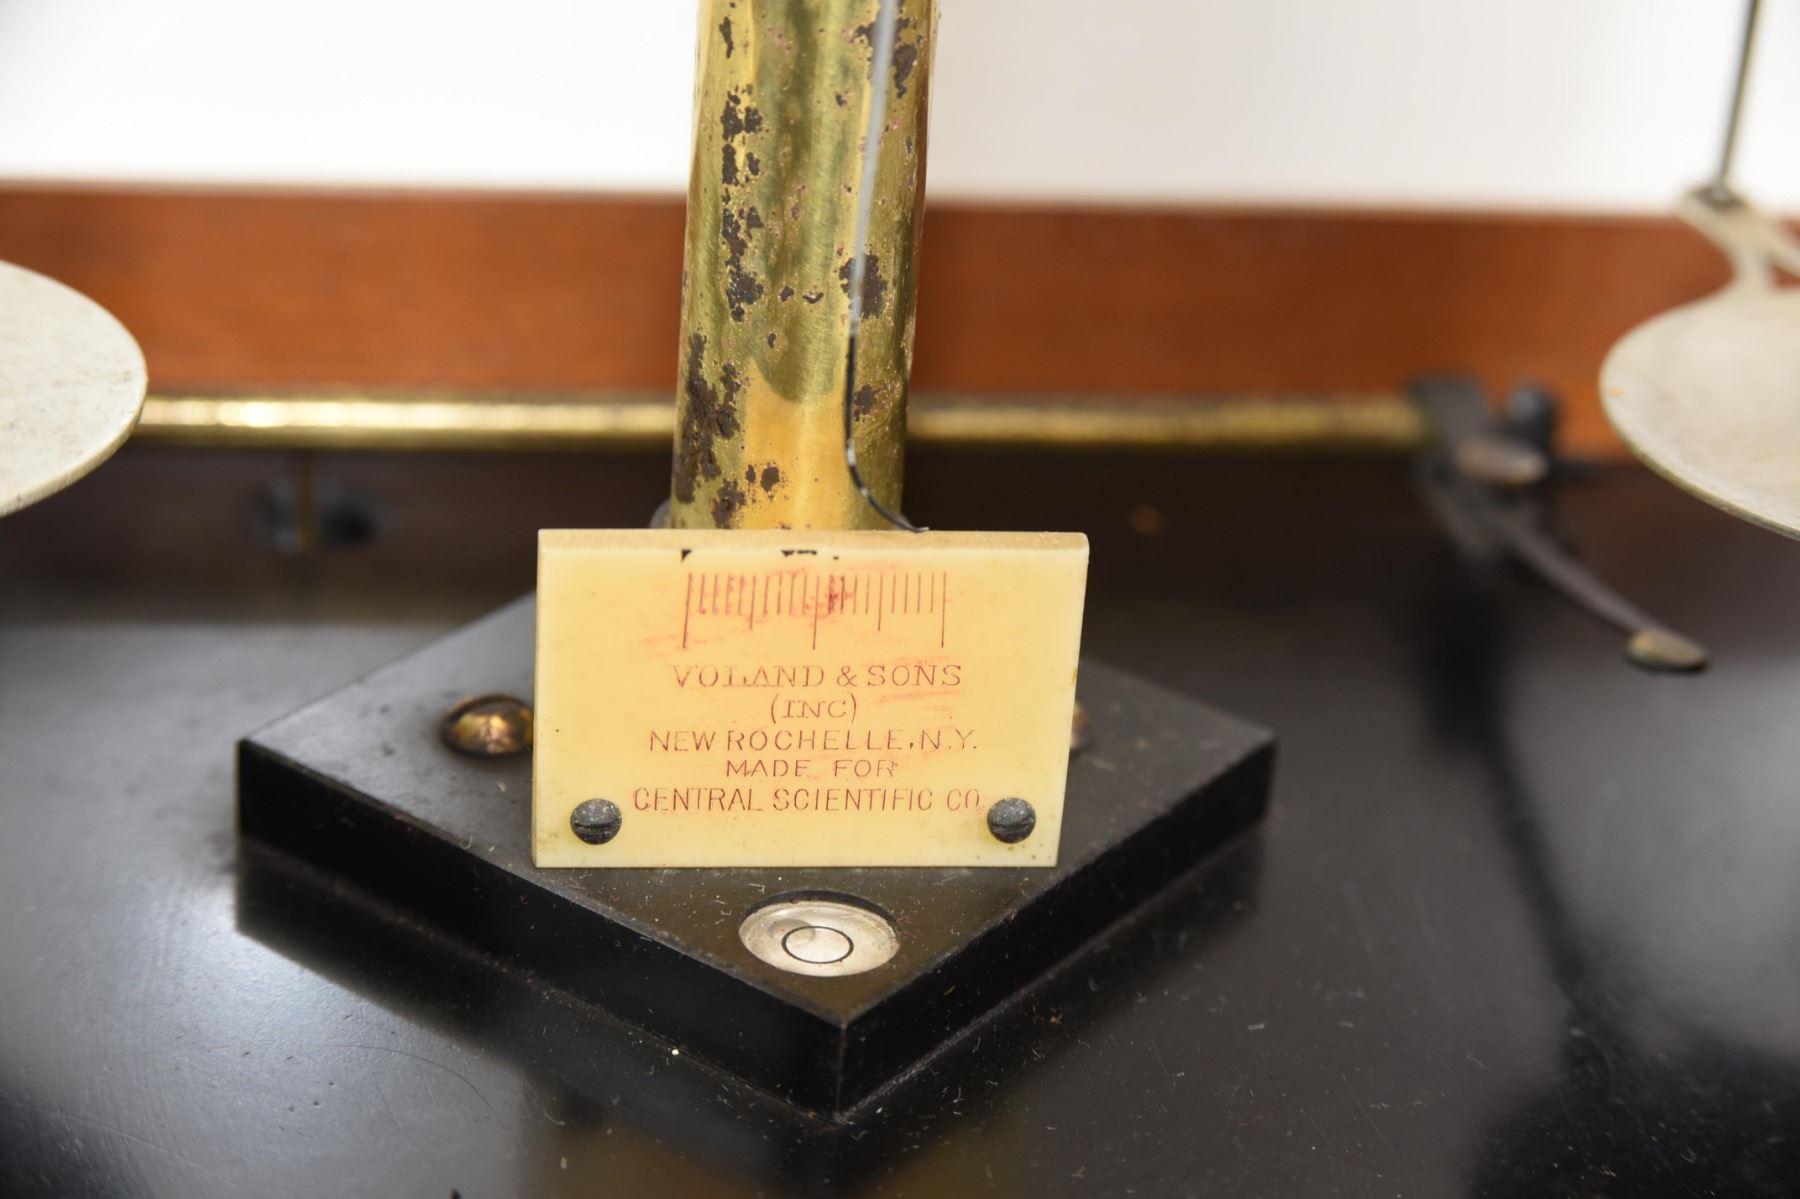 VOLAND & SONS
(INC)
NEW ROCHELLE, N.Y.
MADE FOR
CENTRAL SCIENTIFIC CO.